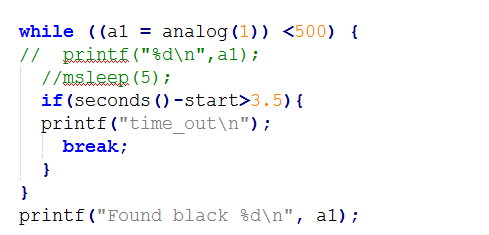 while ((a1 = analog(1)) <500) {
//  printf("%d\n",a1);
  //msleep(5);
  if(seconds()-start>3.5){
  printf("time_out\n");
    break;
  }
}
printf("Found black %d\n", a1);